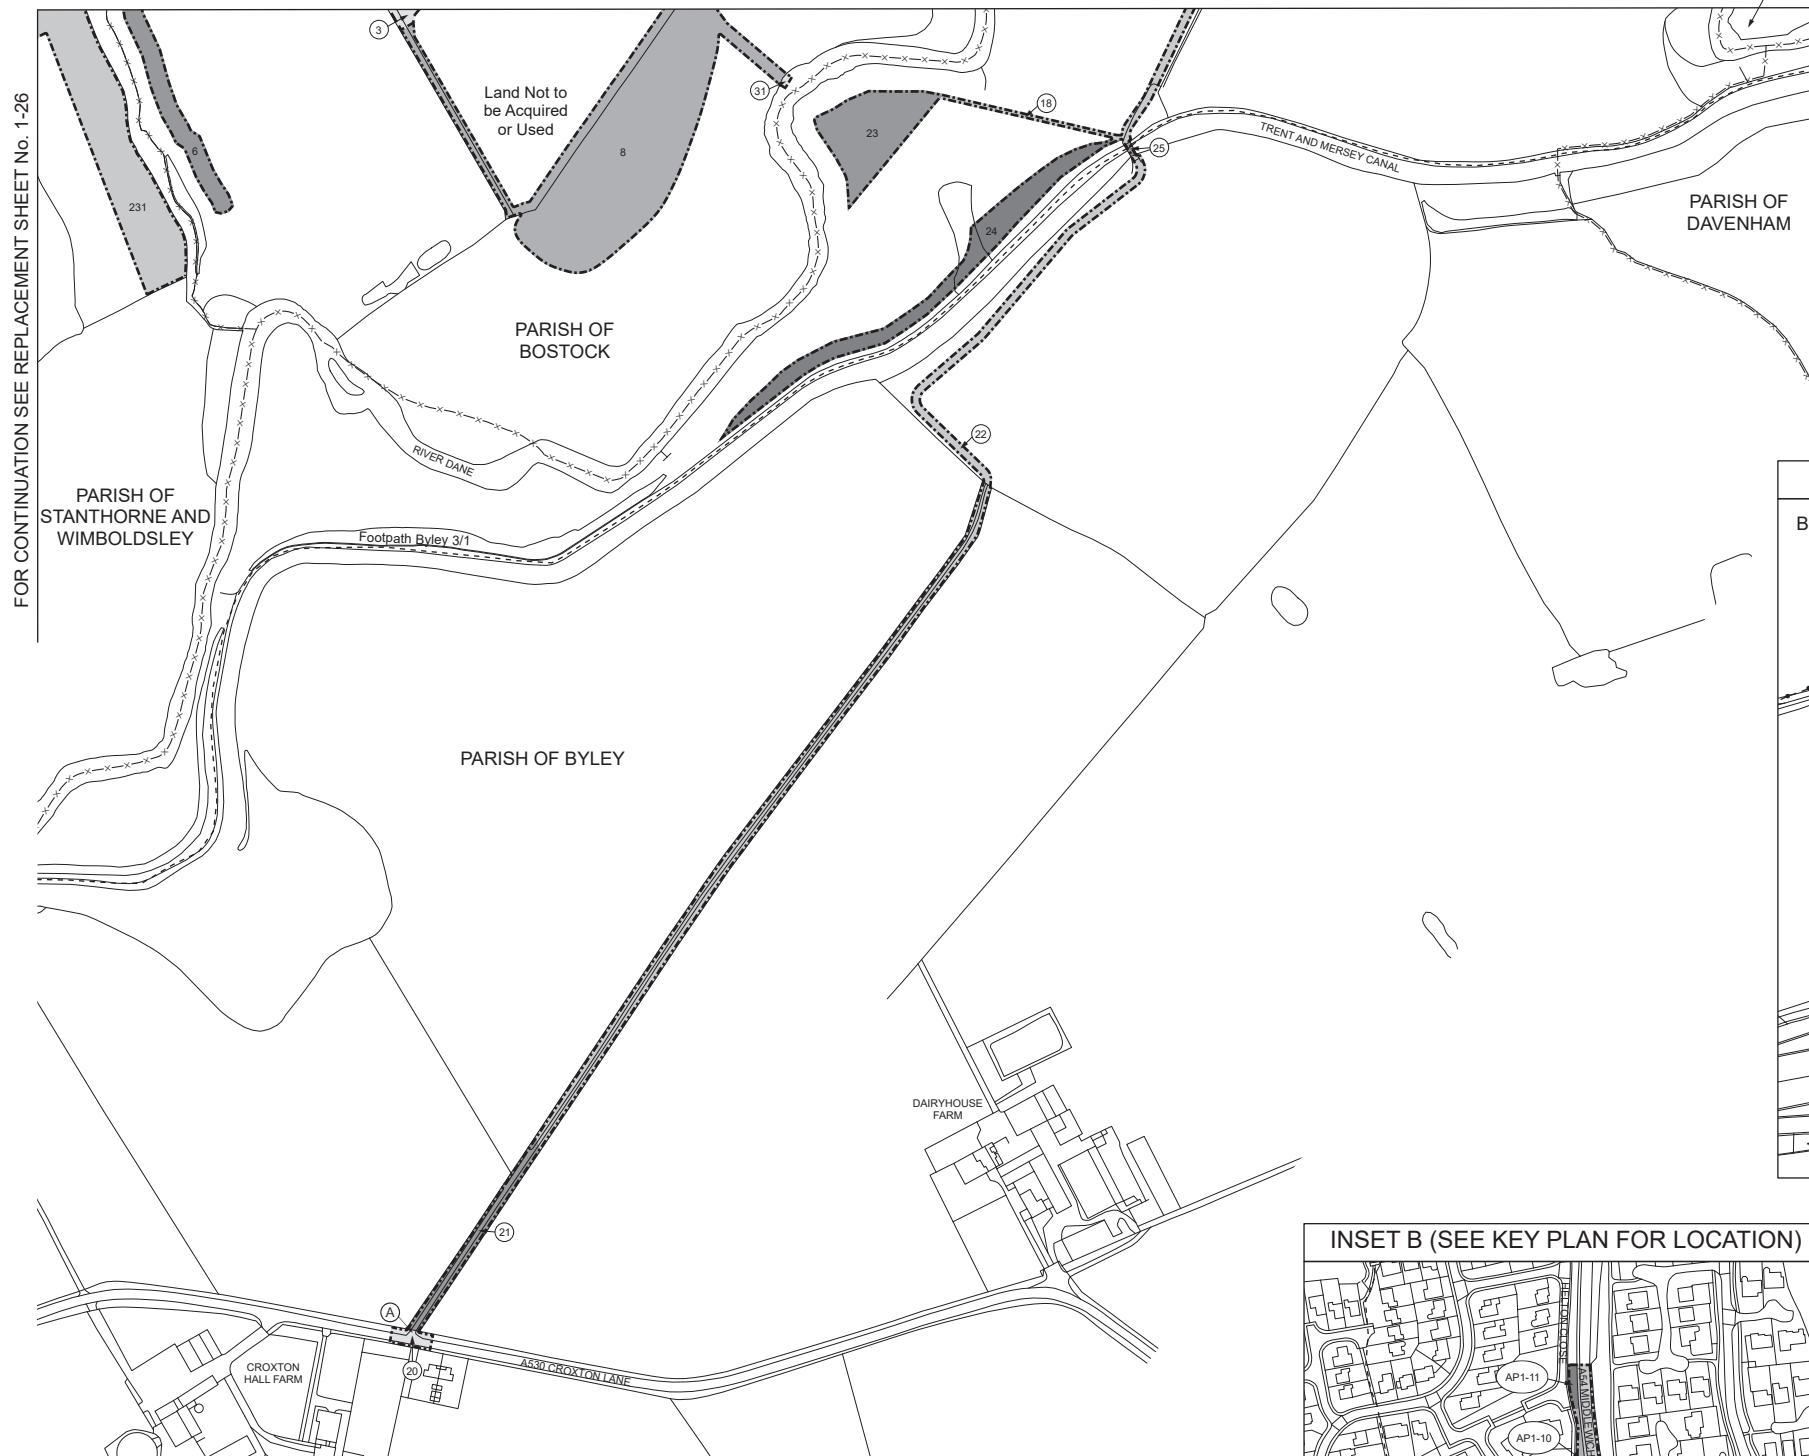 FOR CONTINUATION SEE REPLACEMENT SHEET No. 1-26
3
Land Not to
be Acquired
or Used
31
18
23
6
8
25
TRENT AND MERSEY CANAL
231
24
PARISH OF
DAVENHAM
PARISH OF
BOSTOCK
22
RIVER DANE
PARISH OF
STANTHORNE AND
WIMBOLDSLEY
B
Footpath Byley 3/1
PARISH OF BYLEY
DAIRYHOUSE
FARM
21
INSET B (SEE KEY PLAN FOR LOCATION)
A
CROXTON
HALL FARM
20
A530 CROXTON LANE
AP1-11
AP1-10